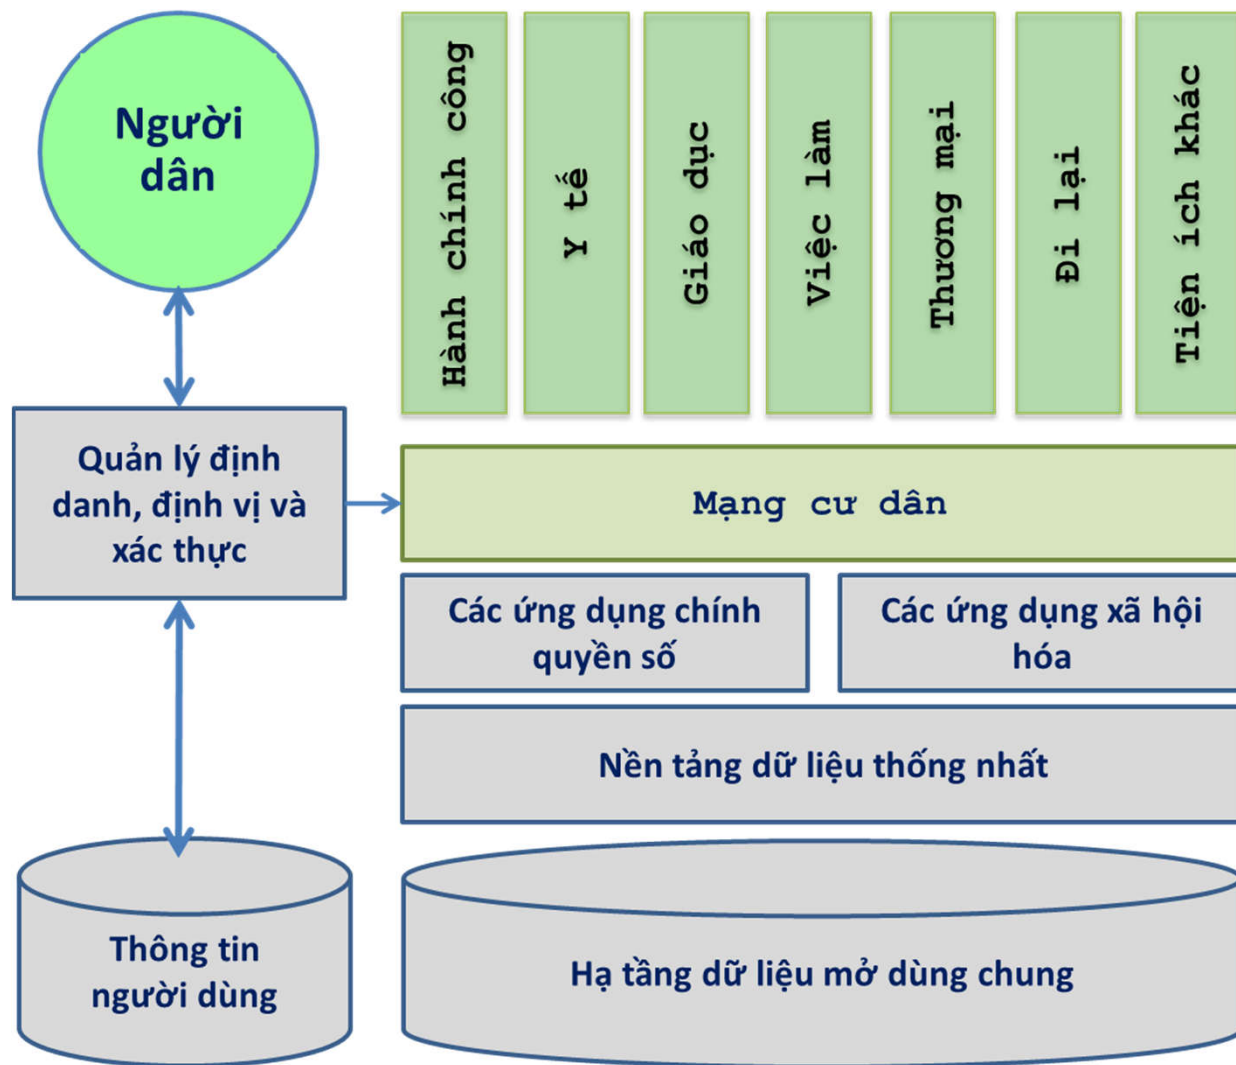 Người
dân
Hành chính công
Y tế
Giáo dục
Việc làm
Thương mại
Đi lại
Tiện ích khác
Quản lý định
danh, định vị và
xác thực
Mạng cư dân
Các ứng dụng chính
quyền số
Các ứng dụng xã hội
hóa
Nền tảng dữ liệu thống nhất
Thông tin
người dùng
Hạ tầng dữ liệu mở dùng chung